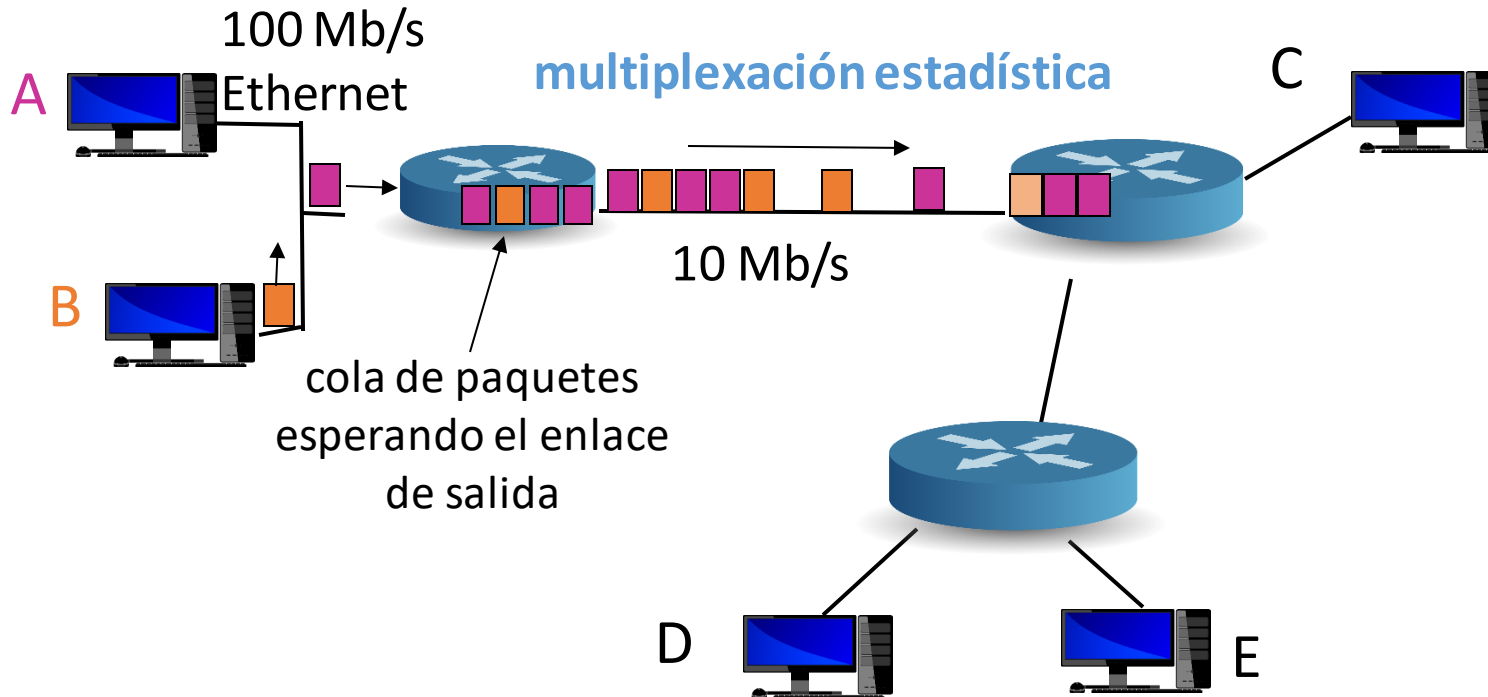 100 Mb/s
Ethernet
multiplexación estadística
A
C
10 Mb/s
B
cola de paquetes
esperando el enlace
de salida
D
E